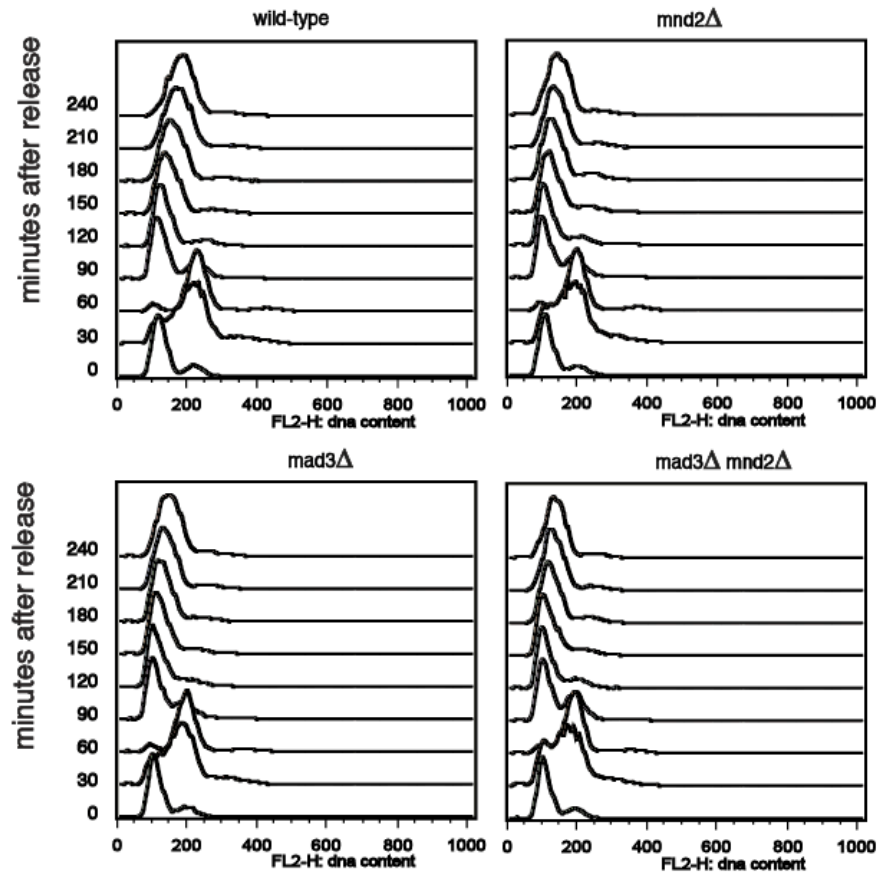 wild-type
mnd2Δ
minutes after release
240
210
180
150
120
90
60
30
0
0 200 400 600 800 1000
FL2-H: dna content
0 200 400 600 800 1000
FL2-H: dna content
mad3Δ
mad3Δ mnd2Δ
minutes after release
240
210
180
150
120
90
60
30
0
0 200 400 600 800 1000
FL2-H: dna content
0 200 400 600 800 1000
FL2-H: dna content